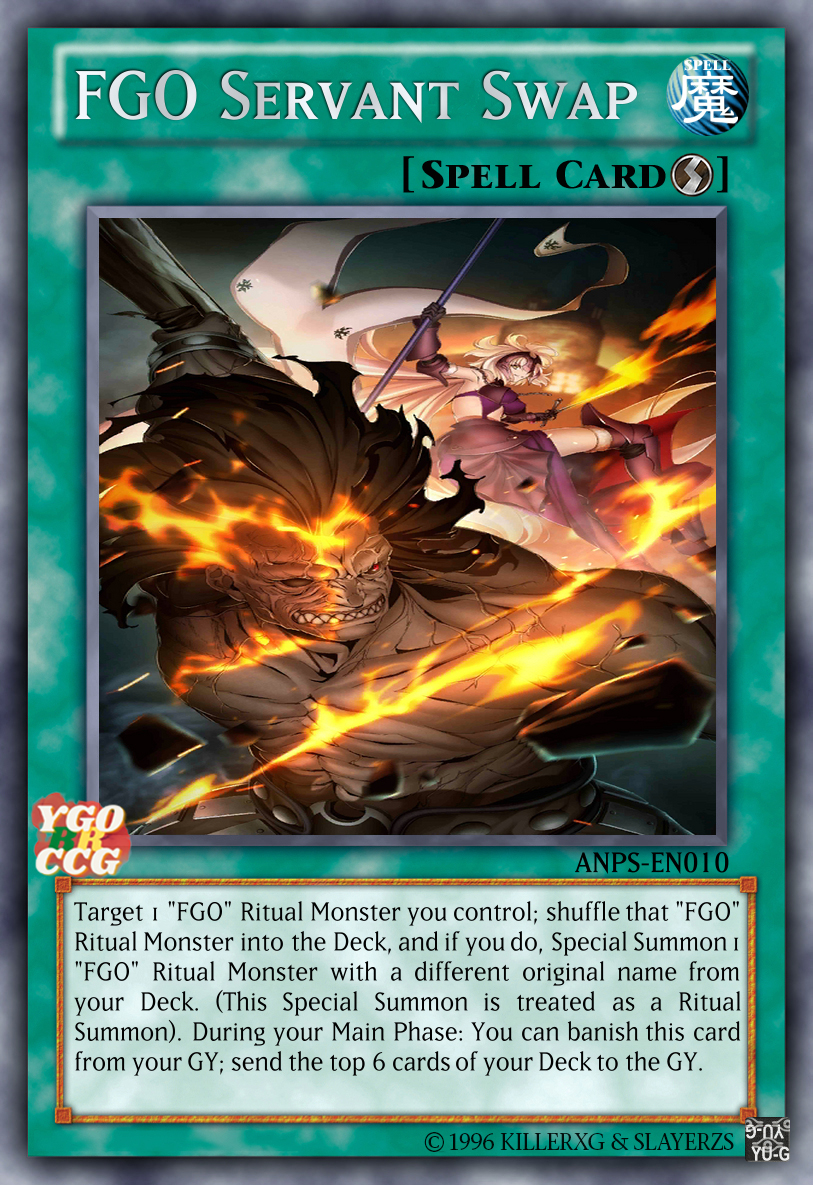 FGO SERVANT SWAP
SPELL
魔
[SPELL CARD]
YGO
BR
CCG
ANPS-EN010
Target 1 "FGO" Ritual Monster you control; shuffle that "FGO"
Ritual Monster into the Deck, and if you do, Special Summon 1
"FGO" Ritual Monster with a different original name from
your Deck. (This Special Summon is treated as a Ritual
Summon). During your Main Phase: You can banish this card
from your GY; send the top 6 cards of your Deck to the GY.
© 1996 KILLERXG & SLAYERZS
YU-G
YU-G